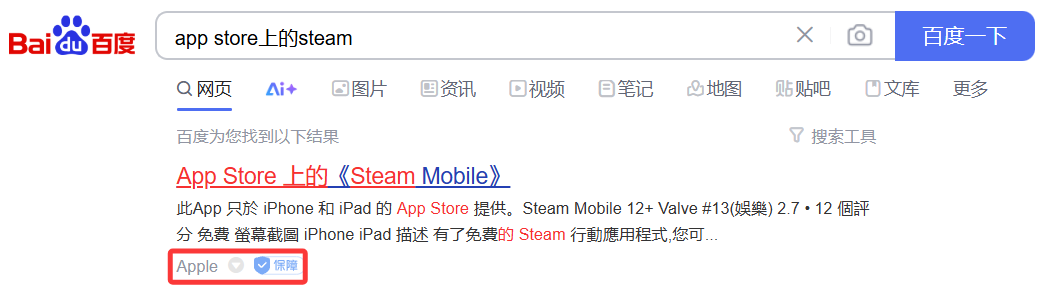 Bai du 百度 app store上的steam 百度一下
网页 Ai+ 图片 资讯 视频 笔记 地图 贴吧 文库 更多
百度为您找到以下结果 搜索工具
App Store 上的《Steam Mobile》
此App 只於 iPhone 和 iPad 的 App Store 提供。Steam Mobile 12+ Valve #13(娛樂) 2.7 • 12 個評
分 免費 螢幕截圖 iPhone iPad 描述 有了免費的 Steam 行動應用程式,您可...
Apple 保障